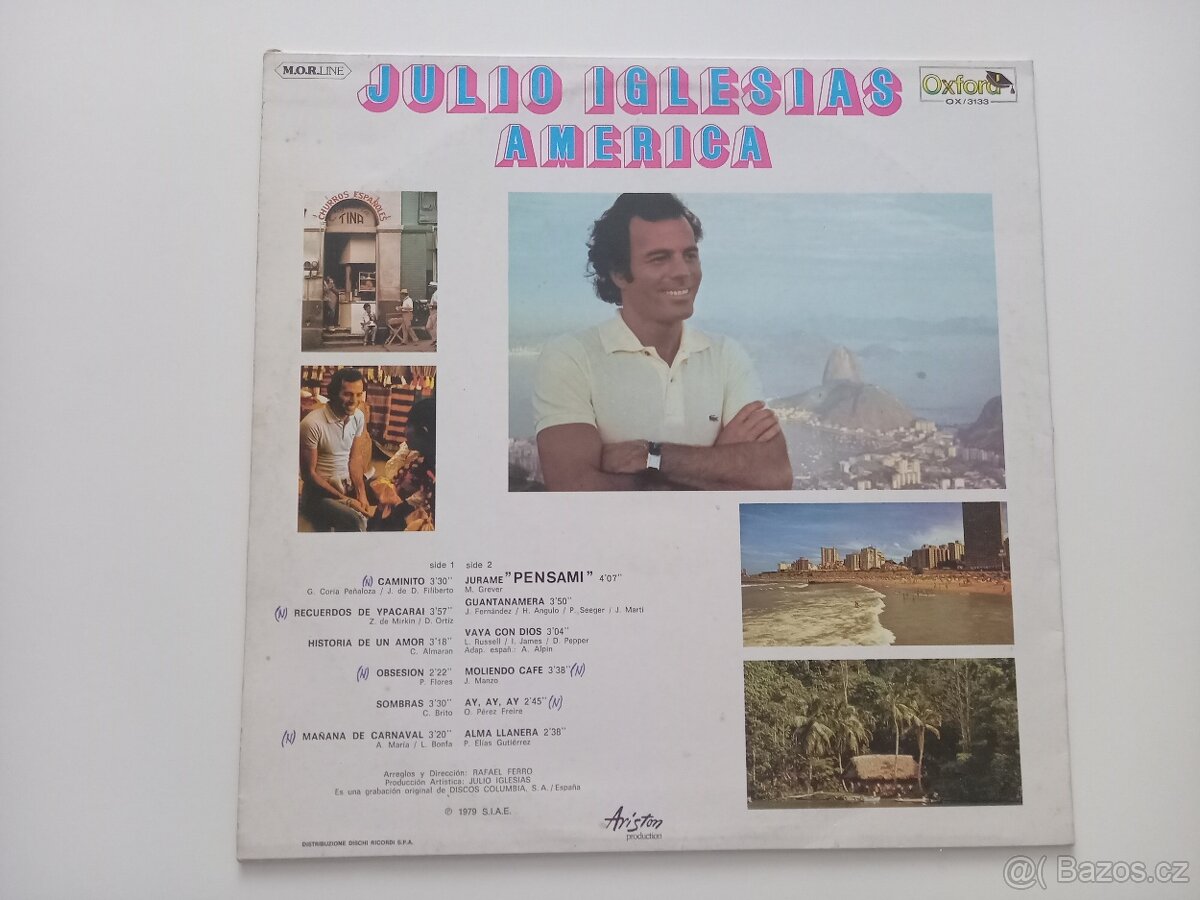 M.O.R.LINE
JULIO IGLESIAS
AMERICA
Oxford
OX/3133
CHURROS ESPAÑOLES
TINA
side 1
(N) CAMINITO 3'30"
G. Coria Peñaloza / J. de D. Filiberto
(N) RECUERDOS DE YPACARAI 3'57"
Z. de Mirkin / D. Ortiz
HISTORIA DE UN AMOR 3'18"
C. Almaran
(N) OBSESION 2'22"
P. Flores
SOMBRAS 3'30"
C. Brito
(N) MAÑANA DE CARNAVAL 3'20"
A. Maria / L. Bonfa
side 2
JURAME "PENSAMI" 4'07"
M. Grever
GUANTANAMERA 3'50"
J. Fernández / H. Angulo / P. Seeger / J. Marti
VAYA CON DIOS 3'04"
L. Russell / I. James / D. Pepper
Adap. españ.: A. Alpin
MOLIENDO CAFE 3'38" (N)
J. Manzo
AY, AY, AY 2'45" (N)
O. Pérez Freire
ALMA LLANERA 2'38"
P. Elías Gutiérrez
Arreglos y Dirección: RAFAEL FERRO
Producción Artística: JULIO IGLESIAS
Es una grabación original de DISCOS COLUMBIA, S.A./España
℗ 1979 S.I.A.E.
Ariston
production
DISTRIBUZIONE DISCHI RICORDI S.P.A.
@( Bazos.cz